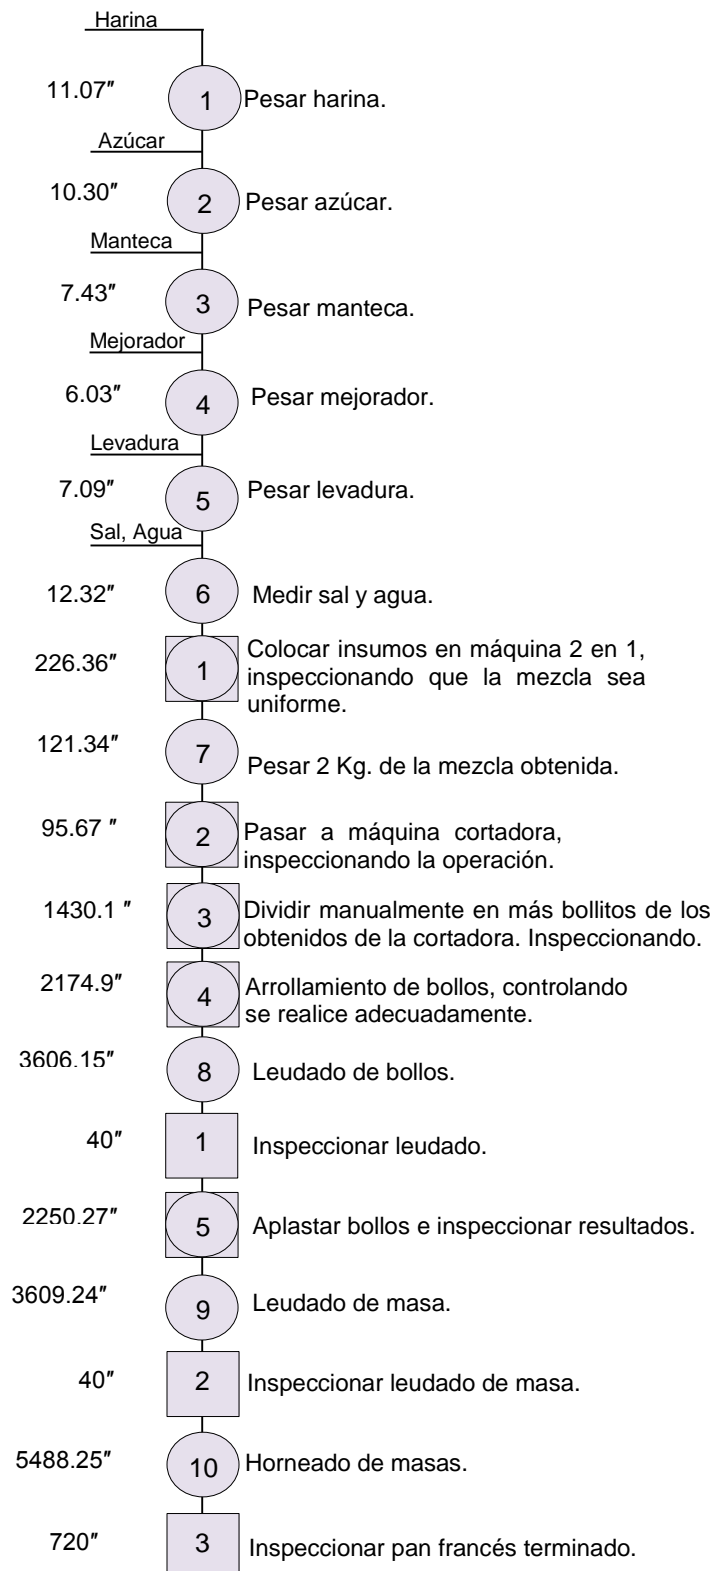 Harina
11.07″
1
Pesar harina.
Azúcar
10.30″
2
Pesar azúcar.
Manteca
7.43″
3
Pesar manteca.
Mejorador
6.03″
4
Pesar mejorador.
Levadura
7.09″
5
Pesar levadura.
Sal, Agua
12.32″
6
Medir sal y agua.
226.36″
1
Colocar insumos en máquina 2 en 1,
inspeccionando que la mezcla sea
uniforme.
121.34″
7
Pesar 2 Kg. de la mezcla obtenida.
95.67 ″
2
Pasar a máquina cortadora,
inspeccionando la operación.
1430.1 ″
3
Dividir manualmente en más bollitos de los
obtenidos de la cortadora. Inspeccionando.
2174.9″
4
Arrollamiento de bollos, controlando
se realice adecuadamente.
3606.15″
8
Leudado de bollos.
40″
1
Inspeccionar leudado.
2250.27″
5
Aplastar bollos e inspeccionar resultados.
3609.24″
9
Leudado de masa.
40″
2
Inspeccionar leudado de masa.
5488.25″
10
Horneado de masas.
720″
3
Inspeccionar pan francés terminado.